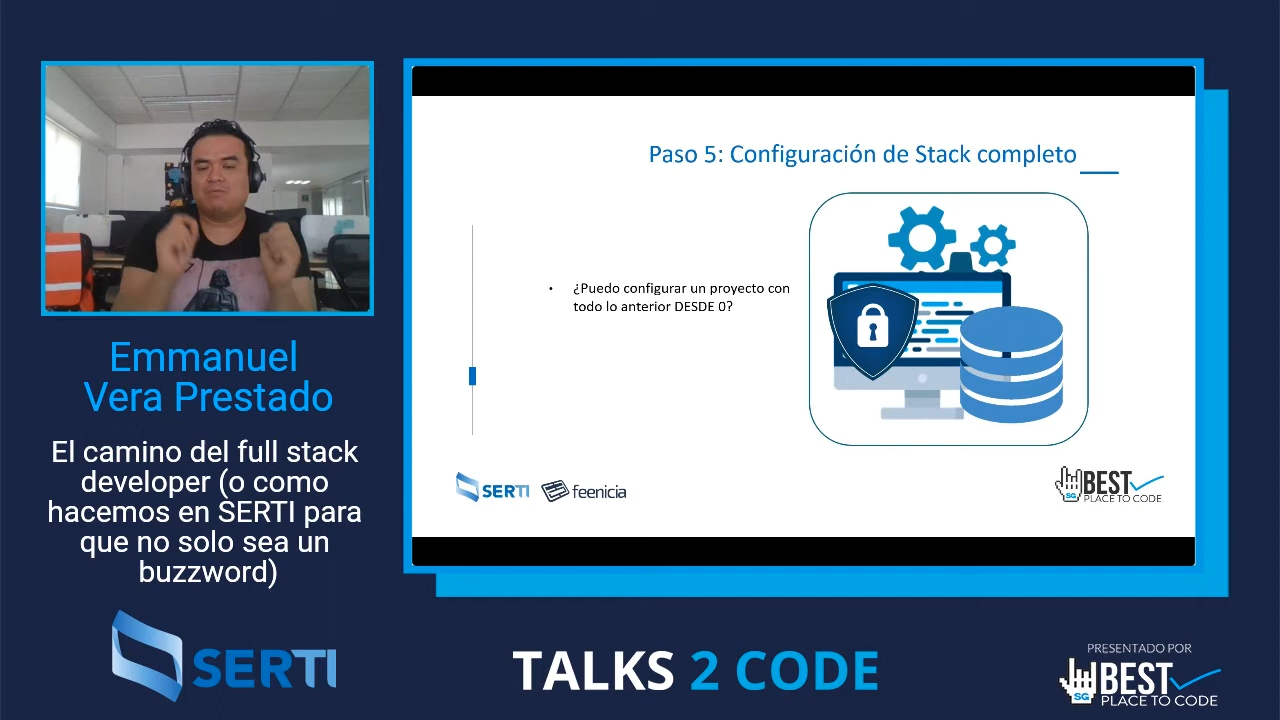 Paso 5: Configuración de Stack completo
• ¿Puedo configurar un proyecto con
todo lo anterior DESDE 0?
SERTI
feenicia
SG
BEST
PLACE TO CODE
Emmanuel
Vera Prestado
El camino del full stack
developer (o como
hacemos en SERTI para
que no solo sea un
buzzword)
SERTI
TALKS 2 CODE
PRESENTADO POR
SG
BEST
PLACE TO CODE